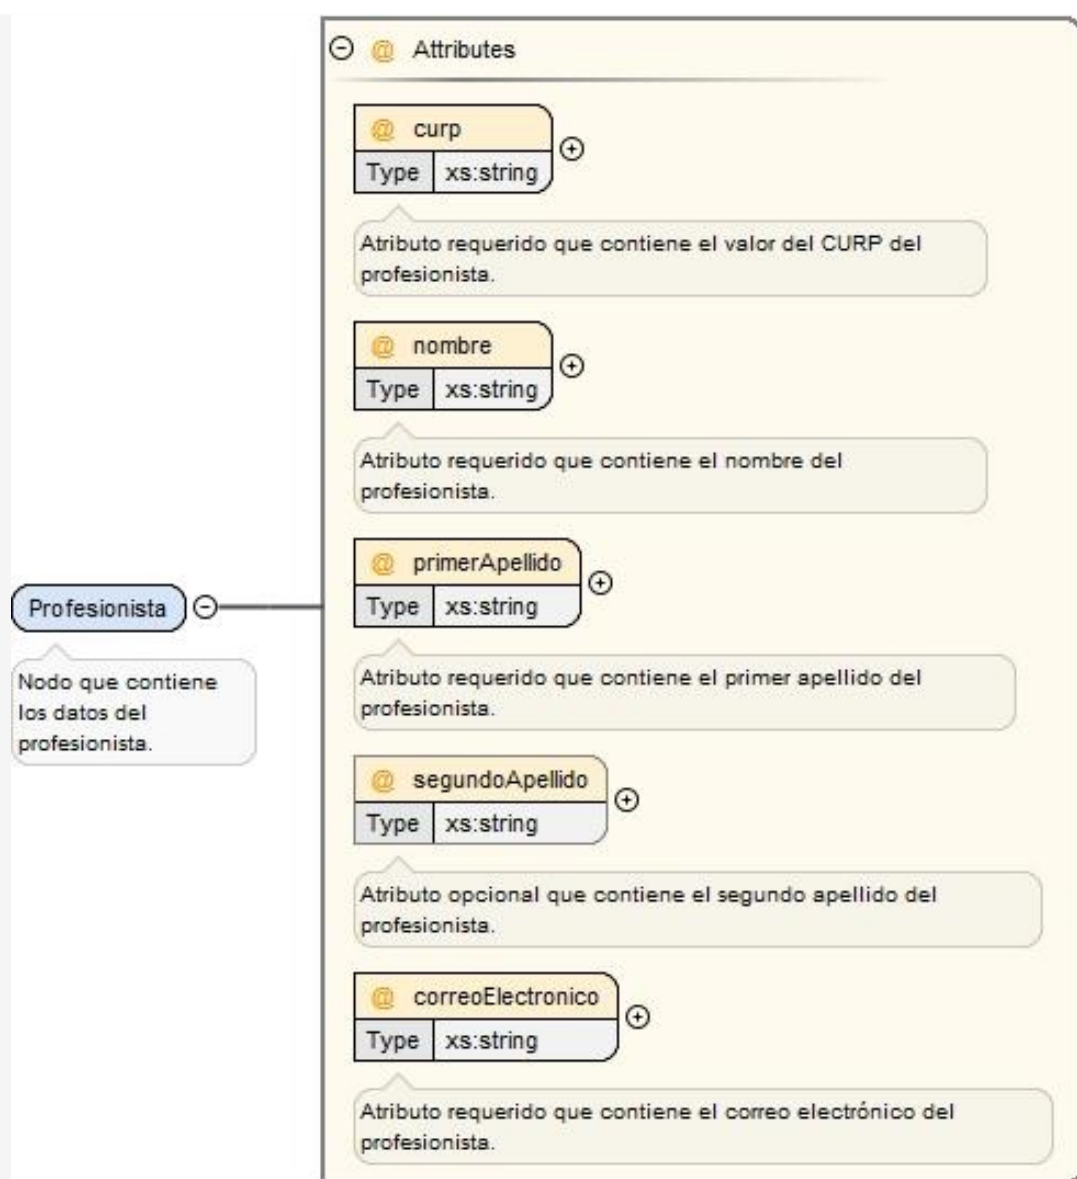 @ Attributes
@ curp
Type xs:string
Atributo requerido que contiene el valor del CURP del
profesionista.
@ nombre
Type xs:string
Atributo requerido que contiene el nombre del
profesionista.
@ primerApellido
Type xs:string
Profesionista
Nodo que contiene
los datos del
profesionista.
Atributo requerido que contiene el primer apellido del
profesionista.
@ segundoApellido
Type xs:string
Atributo opcional que contiene el segundo apellido del
profesionista.
@ correoElectronico
Type xs:string
Atributo requerido que contiene el correo electrónico del
profesionista.